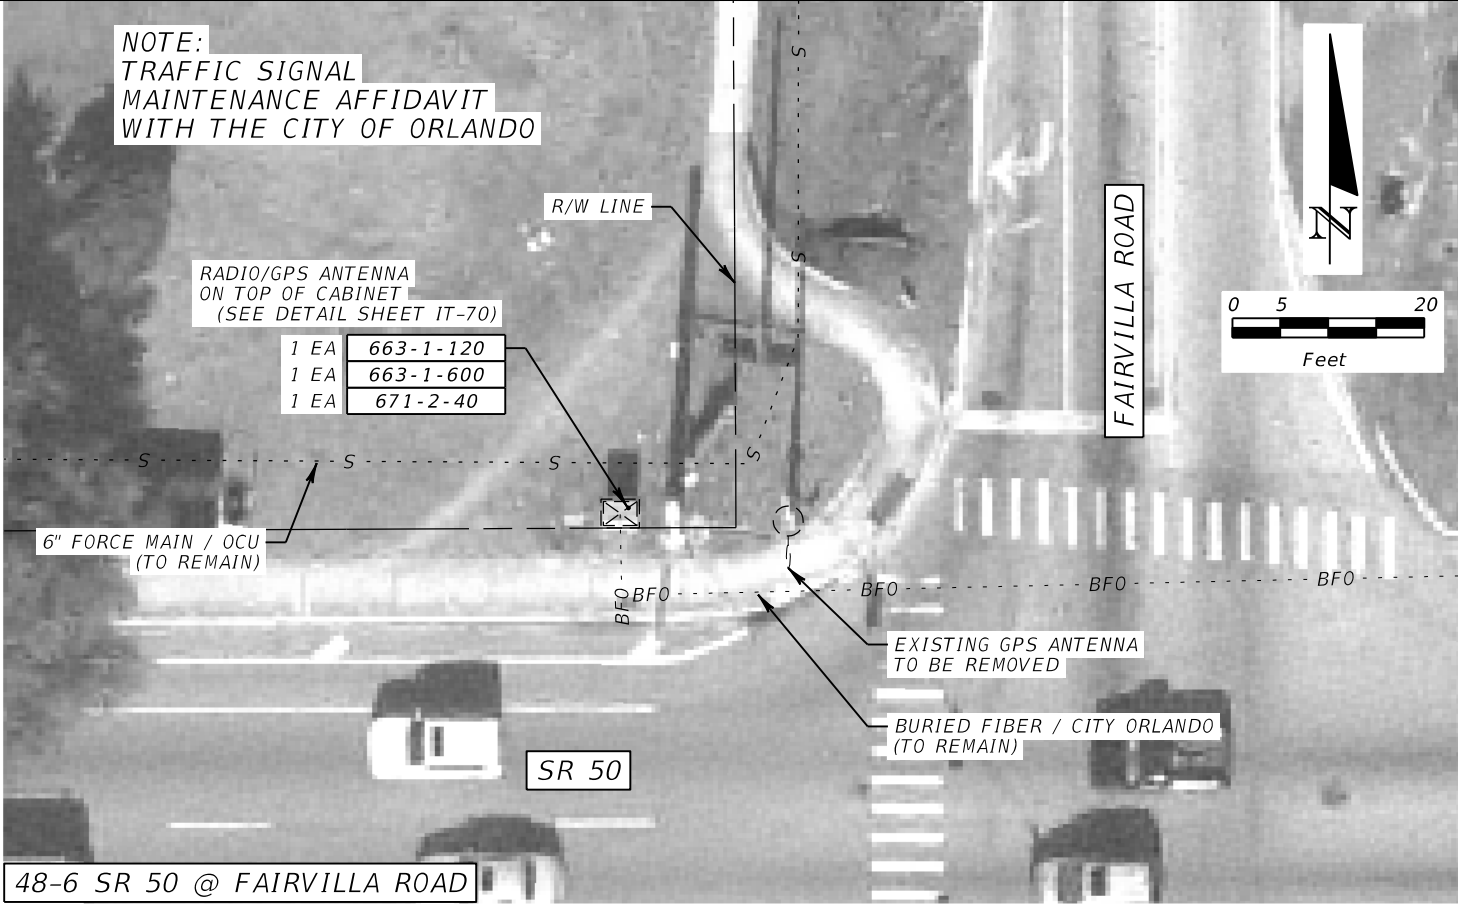 NOTE:
TRAFFIC SIGNAL
MAINTENANCE AFFIDAVIT
WITH THE CITY OF ORLANDO
S
R/W LINE
S
FAIRVILLA ROAD
N
0 5 20
Feet
RADIO/GPS ANTENNA
ON TOP OF CABINET
(SEE DETAIL SHEET IT-70)
1 EA 663-1-120
1 EA 663-1-600
1 EA 671-2-40
S S S S
6" FORCE MAIN / OCU
(TO REMAIN)
BFO BFO BFO BFO BFO
EXISTING GPS ANTENNA
TO BE REMOVED
BURIED FIBER / CITY ORLANDO
(TO REMAIN)
SR 50
48-6 SR 50 @ FAIRVILLA ROAD